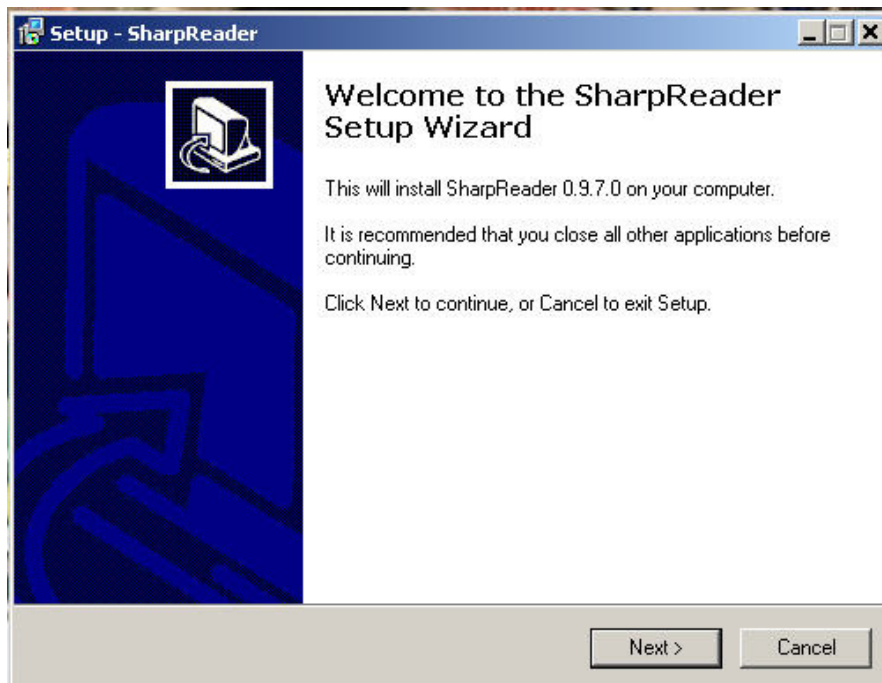 Setup - SharpReader
Welcome to the SharpReader
Setup Wizard
This will install SharpReader 0.9.7.0 on your computer.
It is recommended that you close all other applications before
continuing.
Click Next to continue, or Cancel to exit Setup.
Next >
Cancel